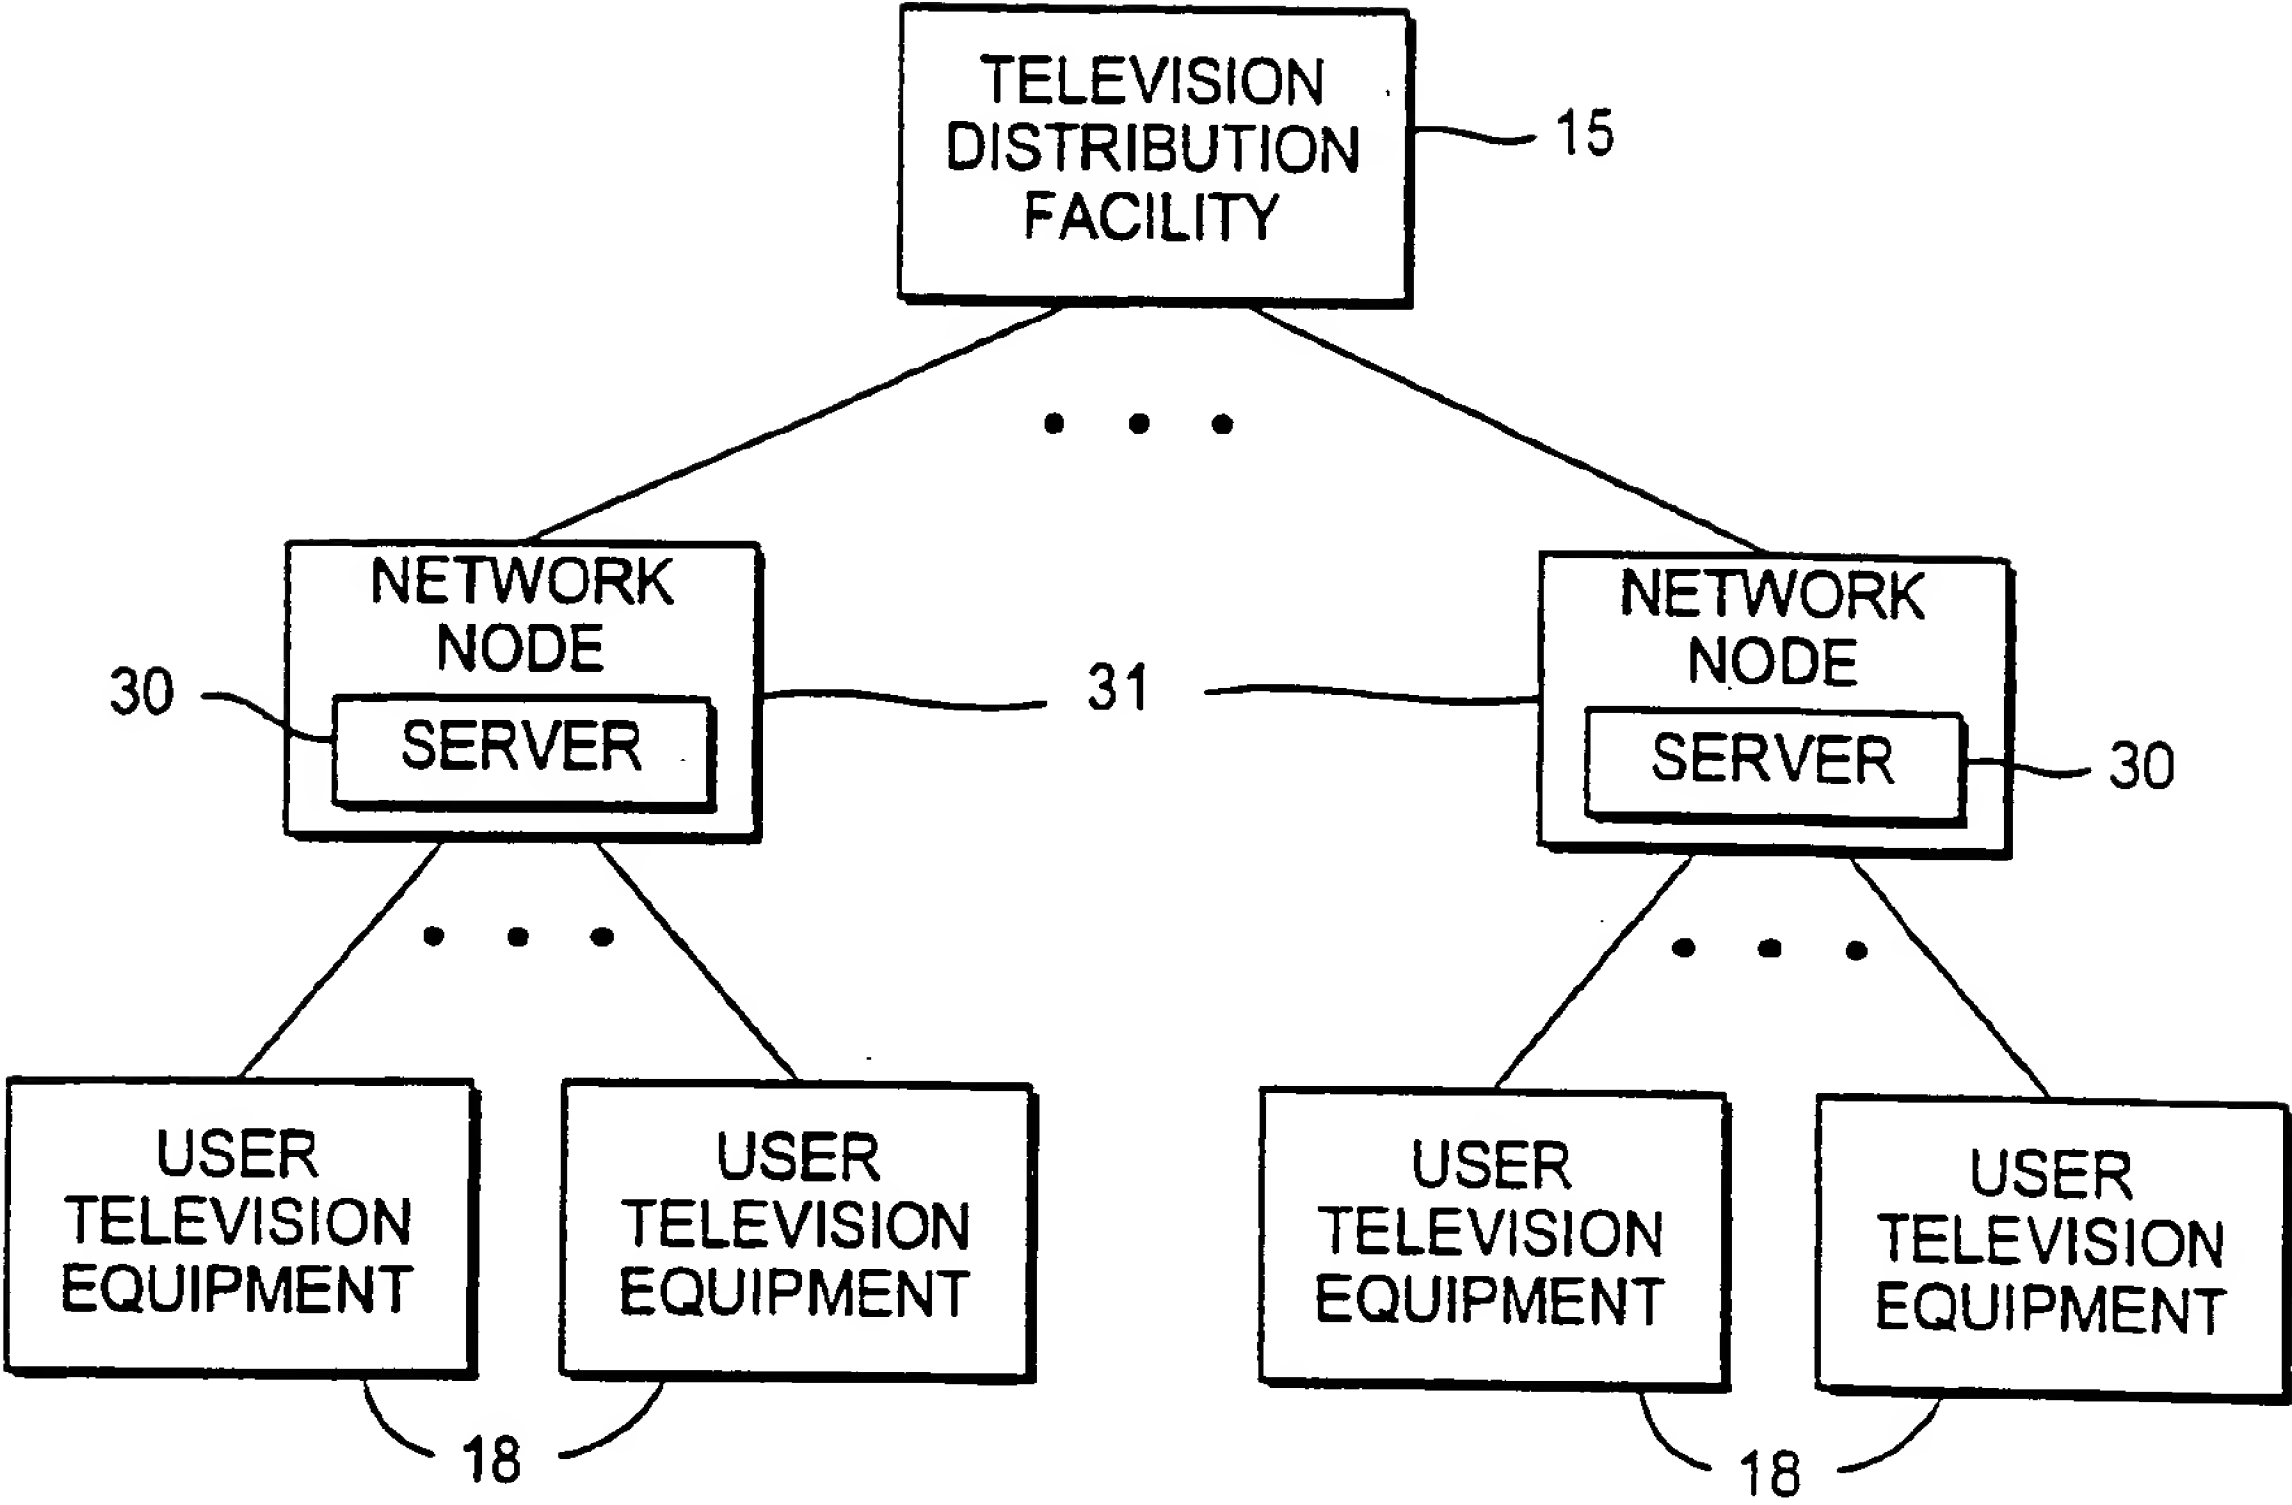 TELEVISION
DISTRIBUTION
FACILITY
15
NETWORK
NODE
30
SERVER
31
NETWORK
NODE
SERVER
30
USER
TELEVISION
EQUIPMENT
USER
TELEVISION
EQUIPMENT
18
USER
TELEVISION
EQUIPMENT
USER
TELEVISION
EQUIPMENT
18